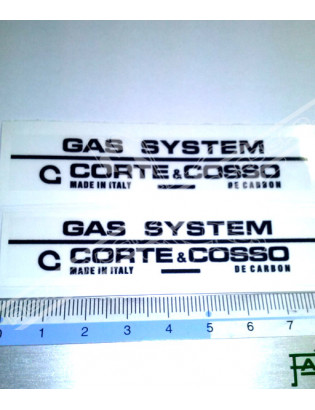 GAS SYSTEM
CORTE & COSSO
MADE IN ITALY DE CARBON
GAS SYSTEM
CORTE & COSSO
MADE IN ITALY DE CARBON
0 1 2 3 4 5 6 7